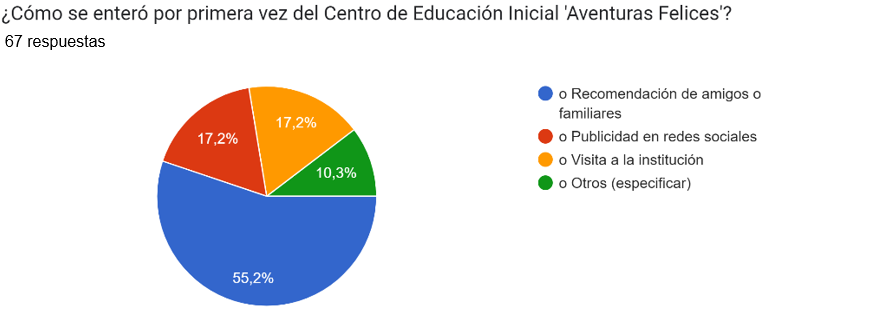 ¿Cómo se enteró por primera vez del Centro de Educación Inicial 'Aventuras Felices'?
67 respuestas
o Recomendación de amigos o
familiares
o Publicidad en redes sociales
o Visita a la institución
o Otros (especificar)
17,2%
17,2%
10,3%
55,2%